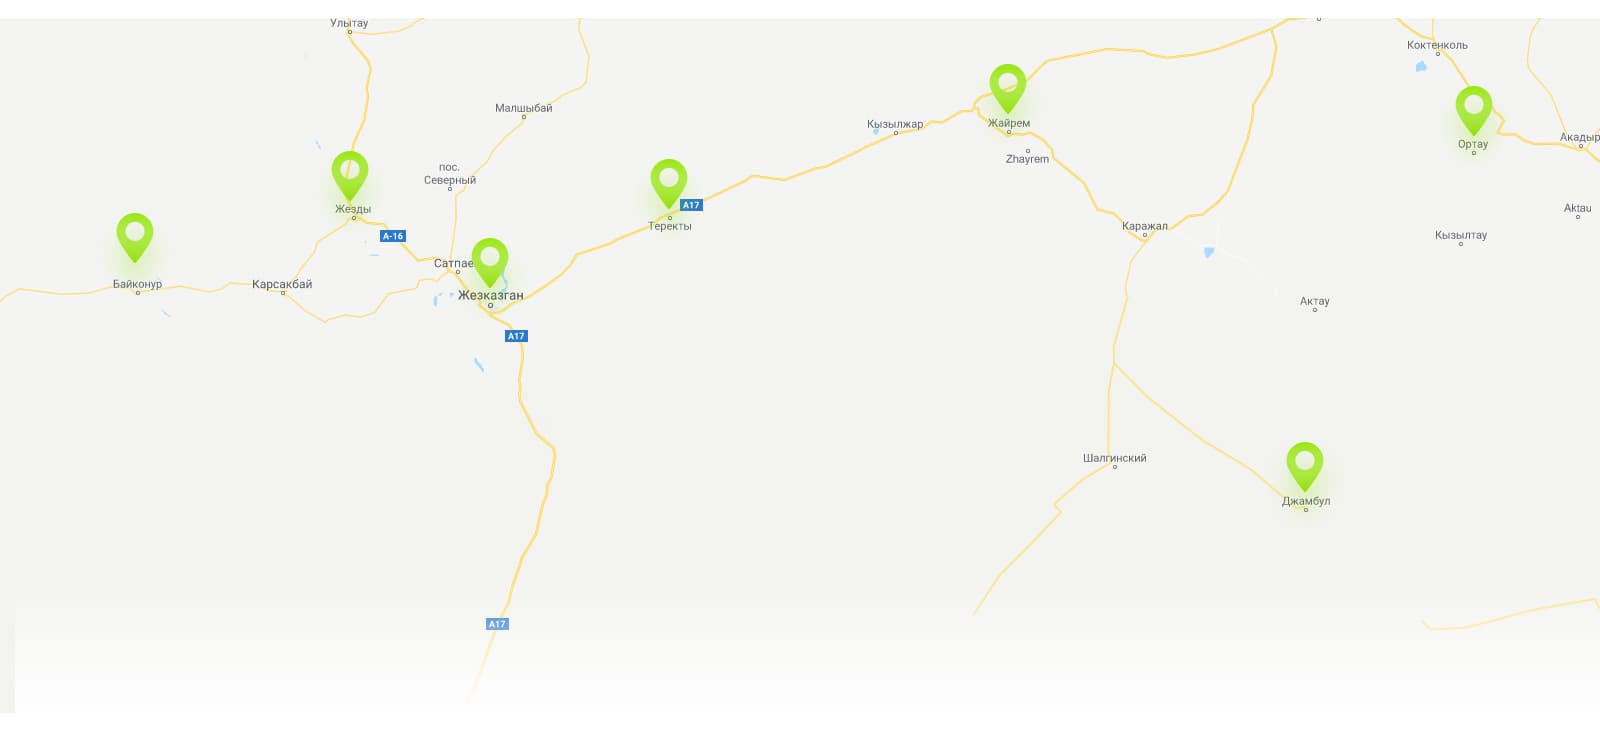 Улытау
Коктенколь
Малшыбай
Кызылжар
Жайрем
Акадыр
Ортау
Zhayrem
пос.
Северный
Жезды
A17
Aktau
Теректы
Каражал
A-16
Кызылтау
Сатпае
Байконур
Карсакбай
Жезказган
Актау
A17
Шалгинский
Джамбул
A17